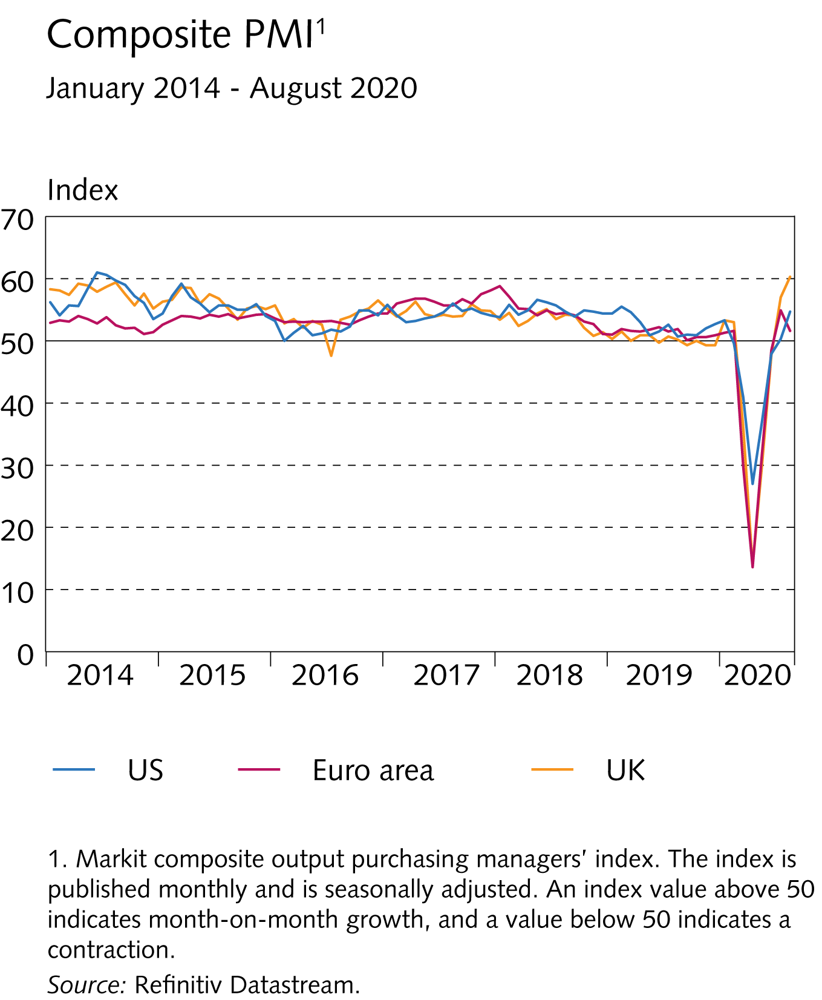 Composite PMI¹
January 2014 - August 2020
Index
70
60
50
40
30
20
10
0
2014 2015 2016 2017 2018 2019 2020
US Euro area UK
1. Markit composite output purchasing managers’ index. The index is
published monthly and is seasonally adjusted. An index value above 50
indicates month-on-month growth, and a value below 50 indicates a
contraction.
Source: Refinitiv Datastream.